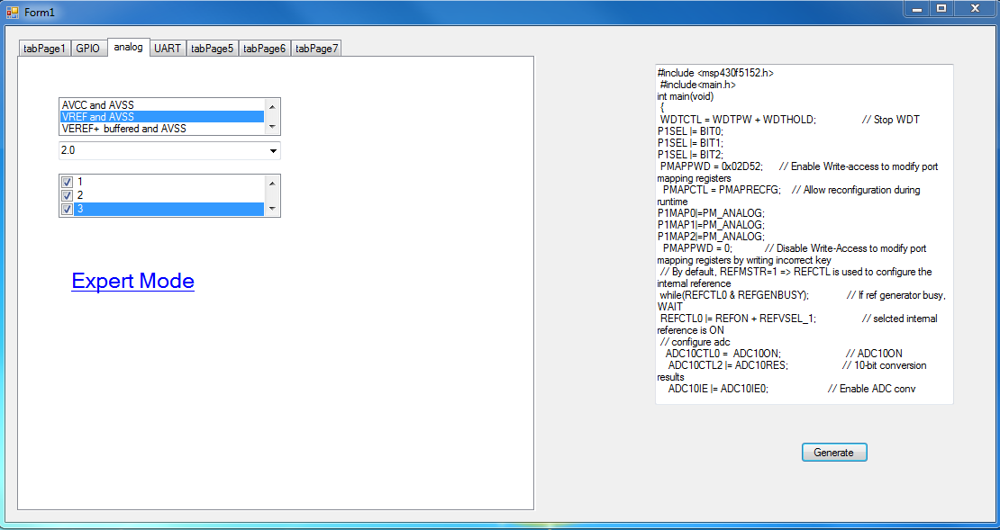 Form1
tabPage1 GPIO analog UART tabPage5 tabPage6 tabPage7
AVCC and AVSS
VREF and AVSS
VEREF+ buffered and AVSS
2.0
1
2
3
Expert Mode
#include <msp430f5152.h>
#include<main.h>
int main(void)
{
WDTCTL = WDTPW + WDTHOLD; // Stop WDT
P1SEL |= BIT0;
P1SEL |= BIT1;
P1SEL |= BIT2;
PMAPPWD = 0x02D52; // Enable Write-access to modify port
mapping registers
PMAPCTL = PMAPRECFG; // Allow reconfiguration during
runtime
P1MAP0|=PM_ANALOG;
P1MAP1|=PM_ANALOG;
P1MAP2|=PM_ANALOG;
PMAPPWD = 0; // Disable Write-Access to modify port
mapping registers by writing incorrect key
// By default, REFMSTR=1 => REFCTL is used to configure the
internal reference
while(REFCTL0 & REFGENBUSY); // If ref generator busy,
WAIT
REFCTL0 |= REFON + REFVSEL_1; // selcted internal
reference is ON
// configure adc
ADC10CTL0 = ADC10ON; // ADC10ON
ADC10CTL2 |= ADC10RES; // 10-bit conversion
results
ADC10IE |= ADC10IE0; // Enable ADC conv
Generate